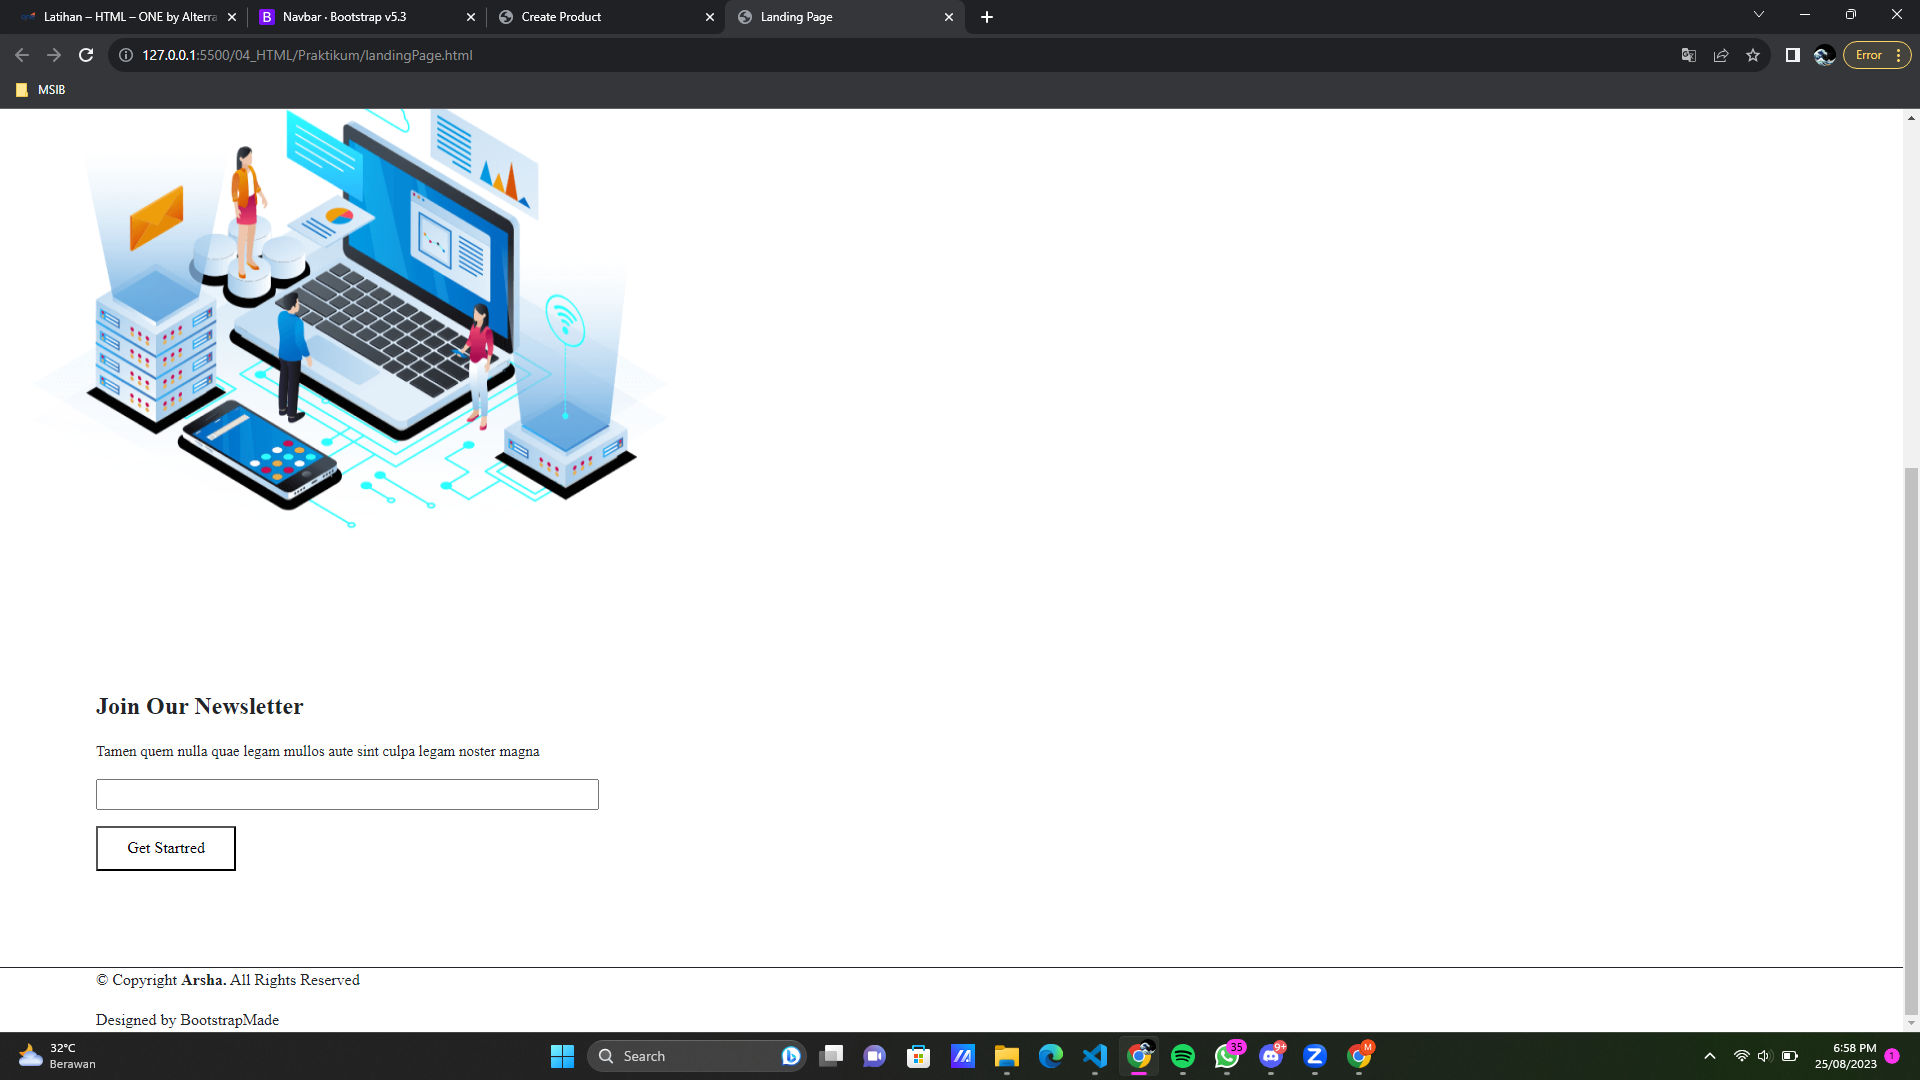 Latihan – HTML – ONE by Alterra
Navbar · Bootstrap v5.3
Create Product
Landing Page
127.0.0.1:5500/04_HTML/Praktikum/landingPage.html
Error
MSIB
Join Our Newsletter
Tamen quem nulla quae legam mullos aute sint culpa legam noster magna
Get Startred
© Copyright Arsha. All Rights Reserved
Designed by BootstrapMade
32°C
Berawan
Search
35
9+
M
6:58 PM
25/08/2023
1